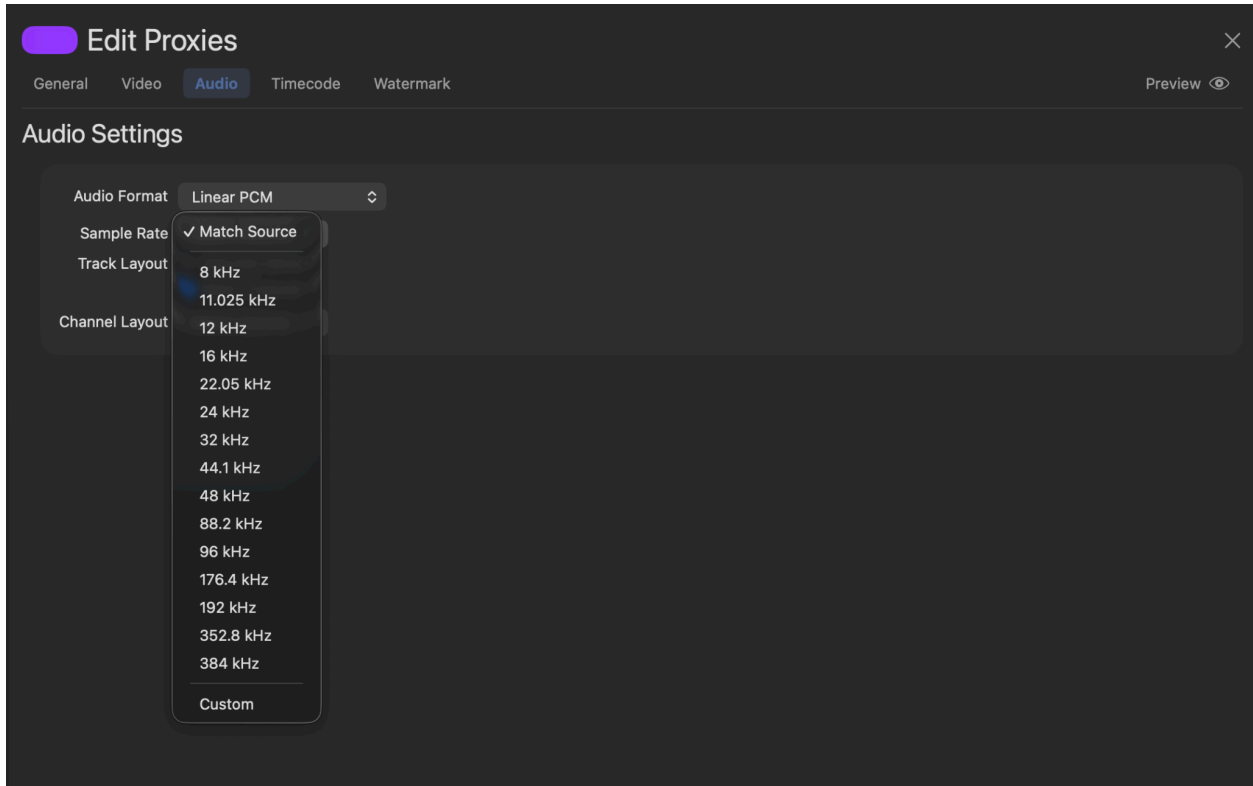 Edit Proxies
General Video Audio Timecode Watermark Preview
Audio Settings
Audio Format Linear PCM
Sample Rate ✓ Match Source
Track Layout
8 kHz
11.025 kHz
Channel Layout
12 kHz
16 kHz
22.05 kHz
24 kHz
32 kHz
44.1 kHz
48 kHz
88.2 kHz
96 kHz
176.4 kHz
192 kHz
352.8 kHz
384 kHz
Custom